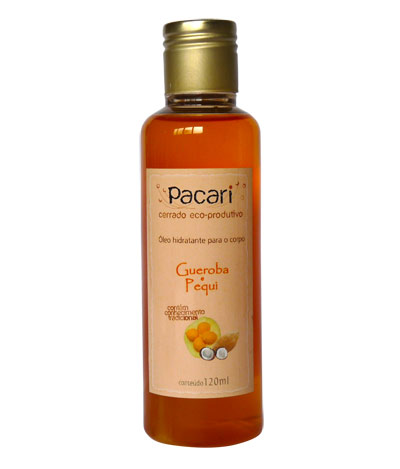 Pacari
cerrado eco-produtivo
Óleo hidratante para o corpo
Gueroba
Pequi
contém
conhecimento
tradicional
conteúdo 120ml